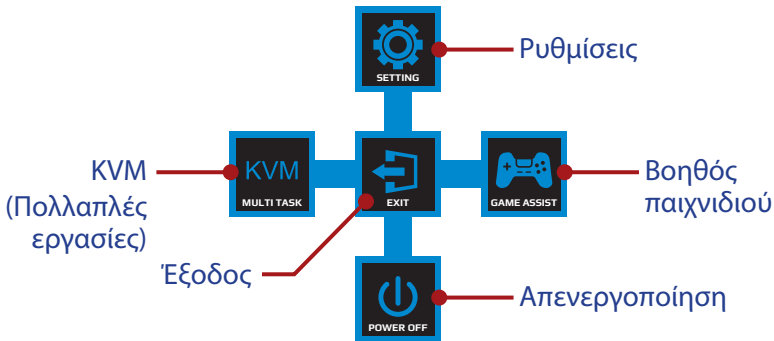 Ρυθμίσεις
SETTING
KVM
(Πολλαπλές
εργασίες)
KVM
MULTI TASK
EXIT
GAME ASSIST
Βοηθός
παιχνιδιού
Έξοδος
POWER OFF
Απενεργοποίηση